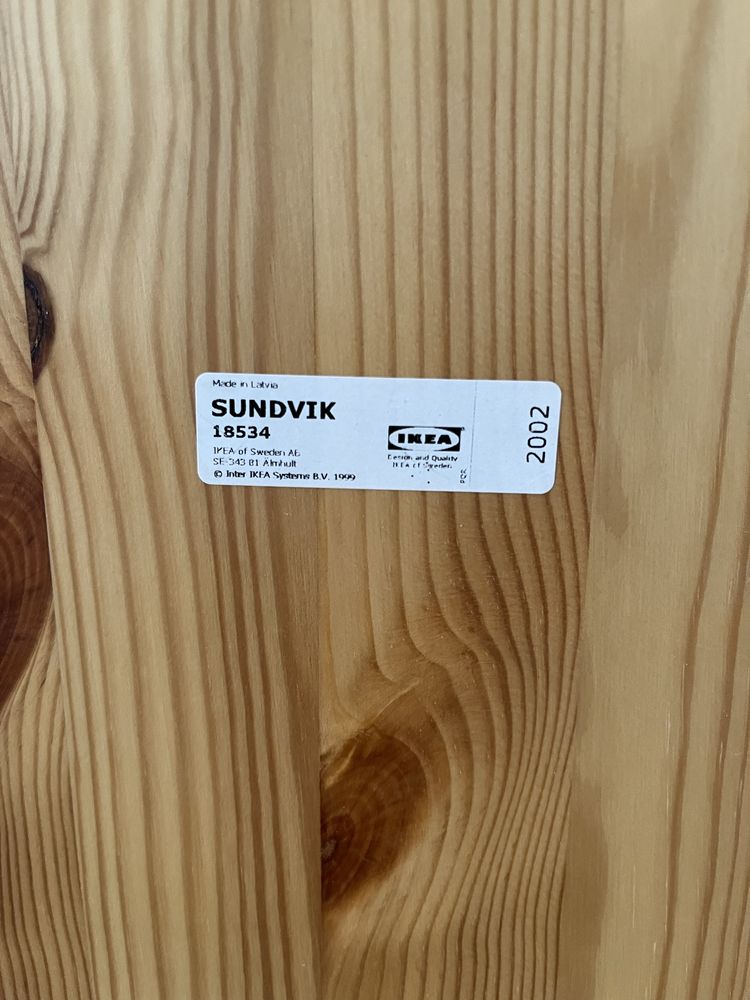 Made in Latvia
SUNDVIK
18534
IKEA of Sweden AB
SE-343 81 Älmhult
© Inter IKEA Systems B.V. 1999
IKEA
Design and Quality
IKEA of Sweden
PQR
2002